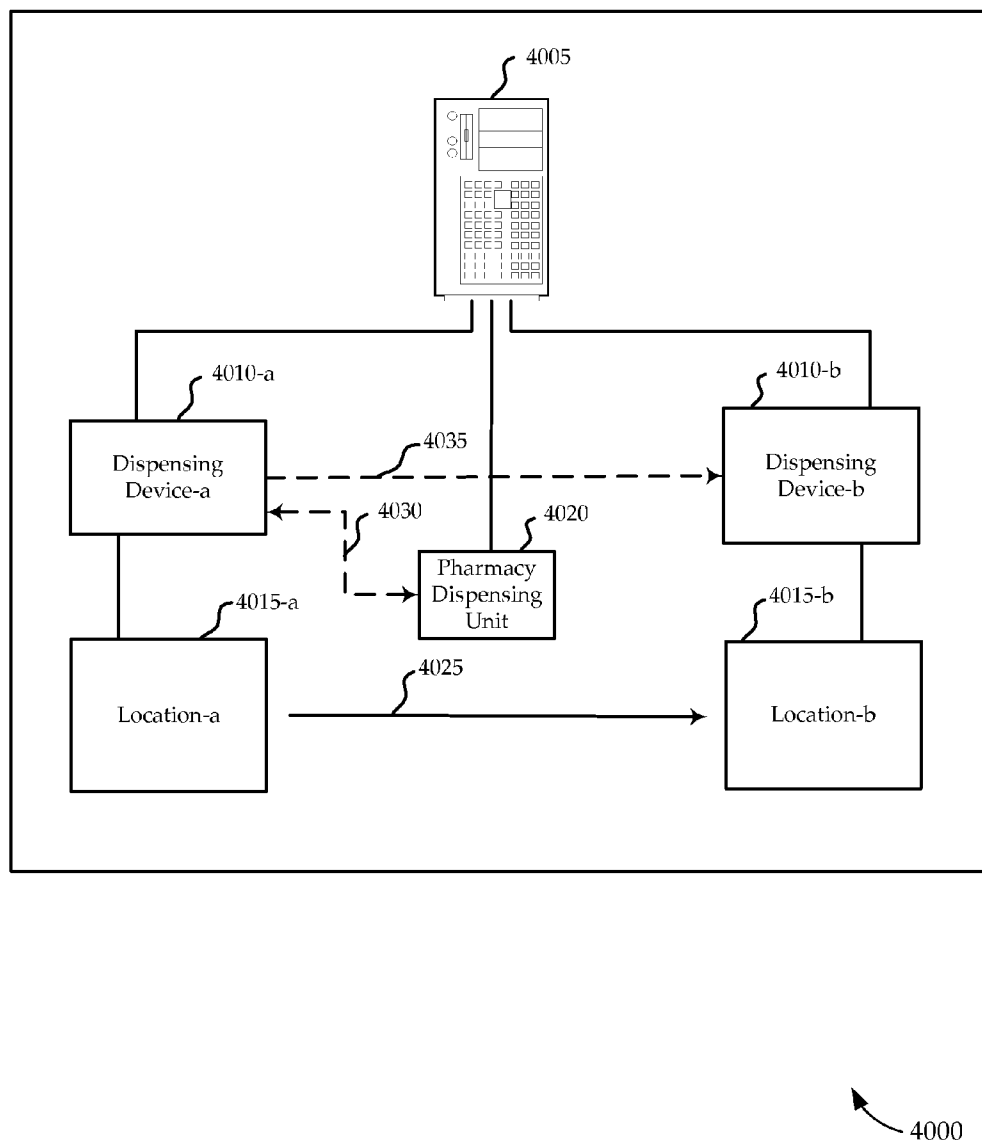 4005
4010-a
4010-b
Dispensing
Device-a
4035
Dispensing
Device-b
4030
4020
Pharmacy
Dispensing
Unit
4015-a
4015-b
4025
Location-a
Location-b
4000